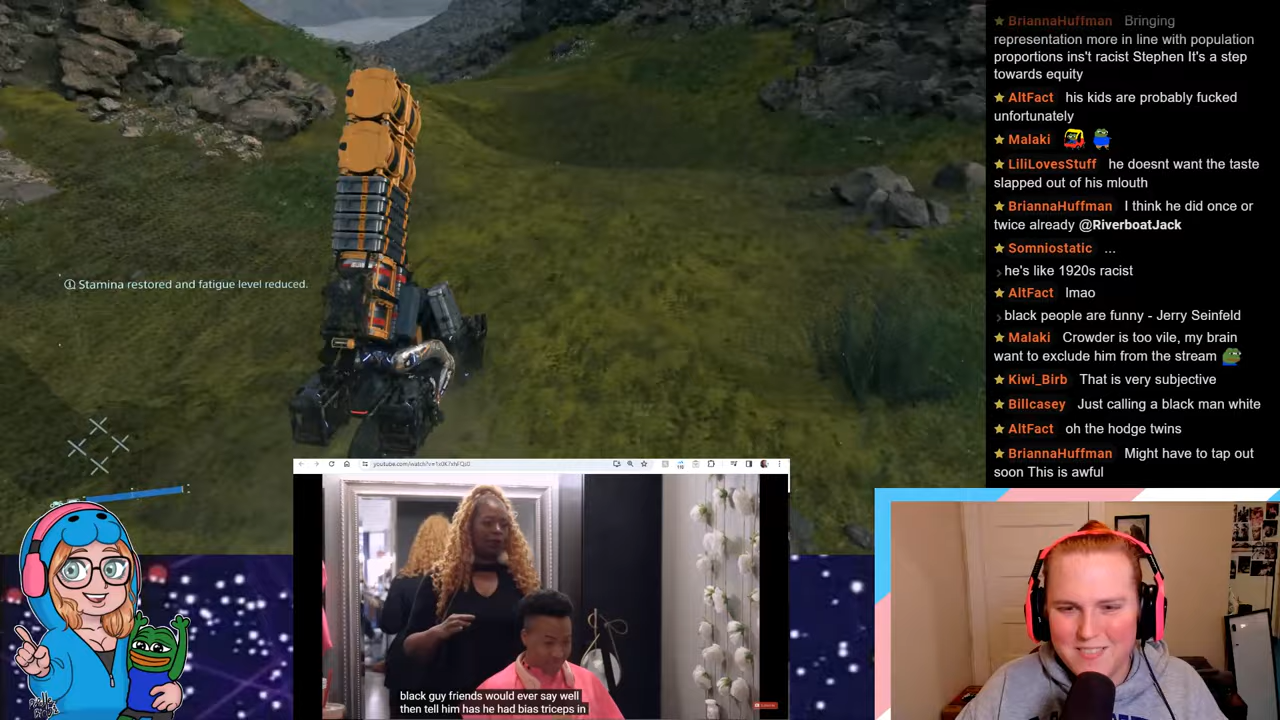 BriannaHuffman Bringing
representation more in line with population
proportions ins't racist Stephen It's a step
towards equity
AltFact his kids are probably fucked
unfortunately
Malaki
LiliLovesStuff he doesnt want the taste
slapped out of his mlouth
BriannaHuffman I think he did once or
twice already @RiverboatJack
Somniostatic ...
he's like 1920s racist
AltFact lmao
black people are funny - Jerry Seinfeld
Malaki Crowder is too vile, my brain
want to exclude him from the stream
Kiwi_Birb That is very subjective
Billcasey Just calling a black man white
AltFact oh the hodge twins
BriannaHuffman Might have to tap out
soon This is awful
Stamina restored and fatigue level reduced.
black guy friends would ever say well
then tell him has he had bias triceps in